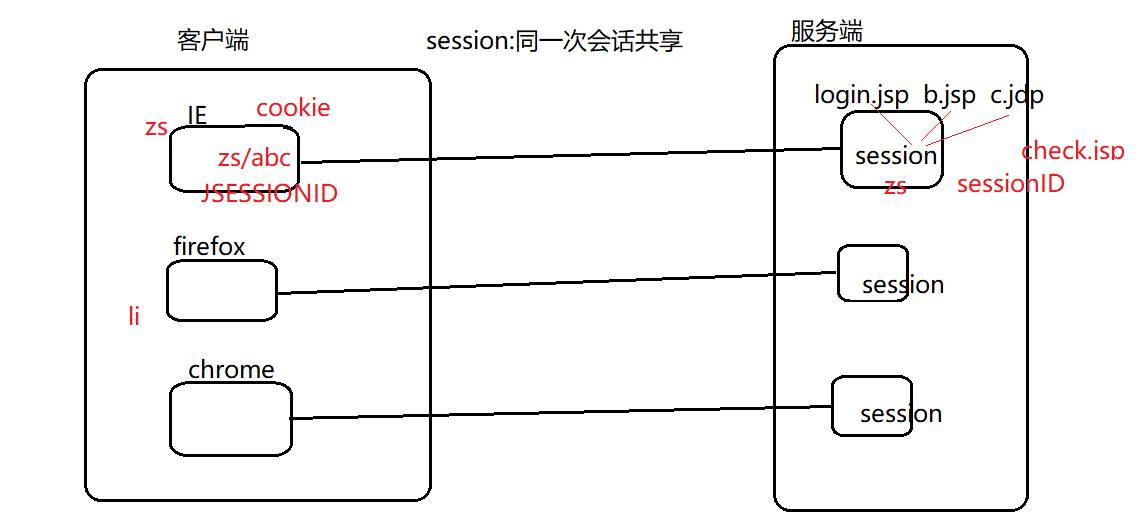 客户端
session:同一次会话共享
服务端
IE
cookie
zs
zs/abc
JSESSIONID
firefox
li
chrome
login.jsp b.jsp c.jdp
session
check.jsp
zs
sessionID
session
session